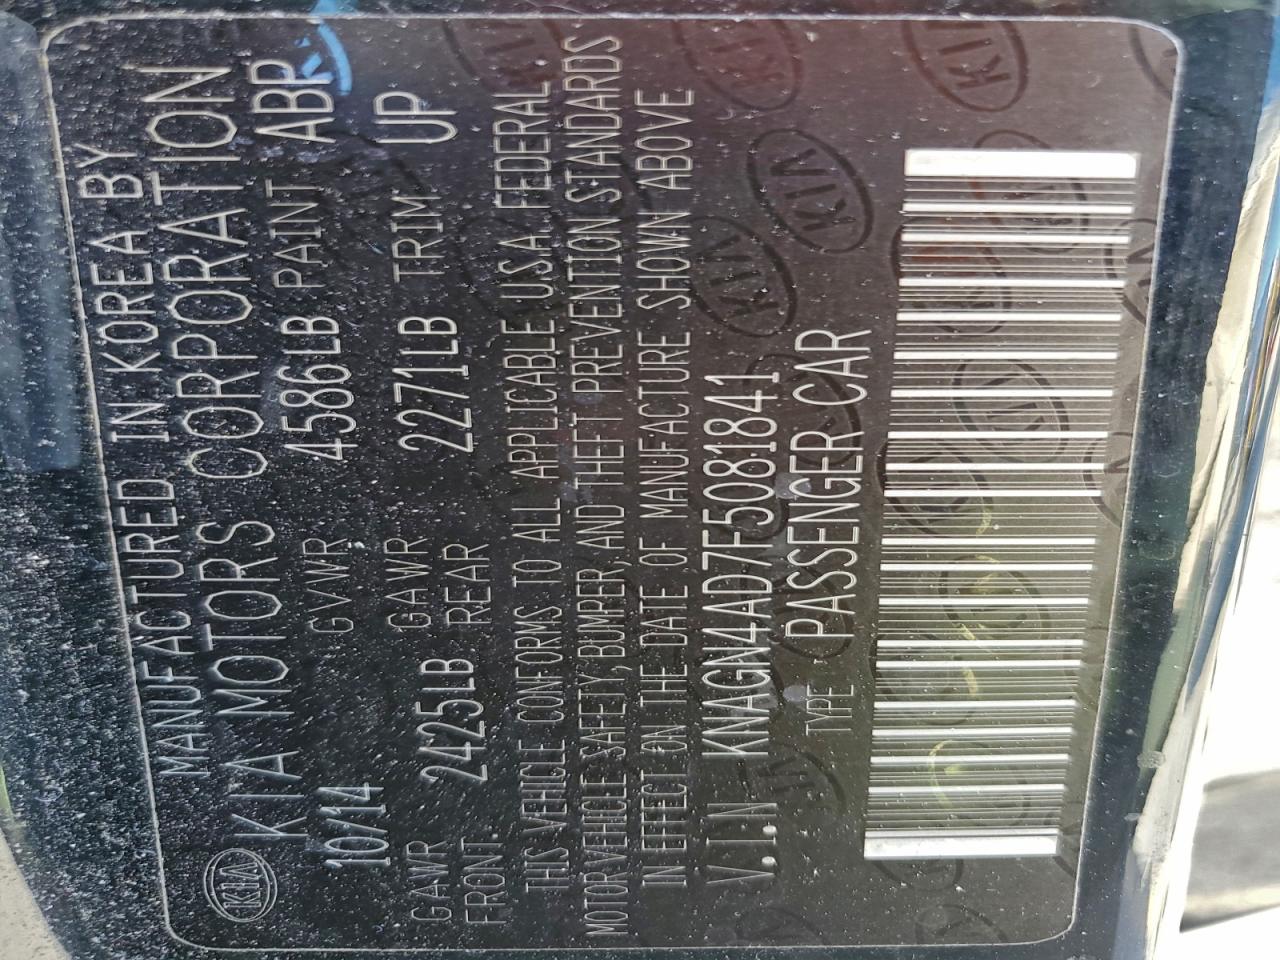 MANUFACTURED IN KOREA BY
KIA KIA MOTORS CORPORATION
10/14 GVWR 4586LB PAINT ABP
GAWR FRONT 2425LB GAWR REAR 2271LB TRIM UP
THIS VEHICLE CONFORMS TO ALL APPLICABLE U.S.A. FEDERAL
MOTOR VEHICLE SAFETY, BUMPER, AND THEFT PREVENTION STANDARDS
IN EFFECT ON THE DATE OF MANUFACTURE SHOWN ABOVE
V.I.N KNAGN4AD7F5081841
TYPE : PASSENGER CAR